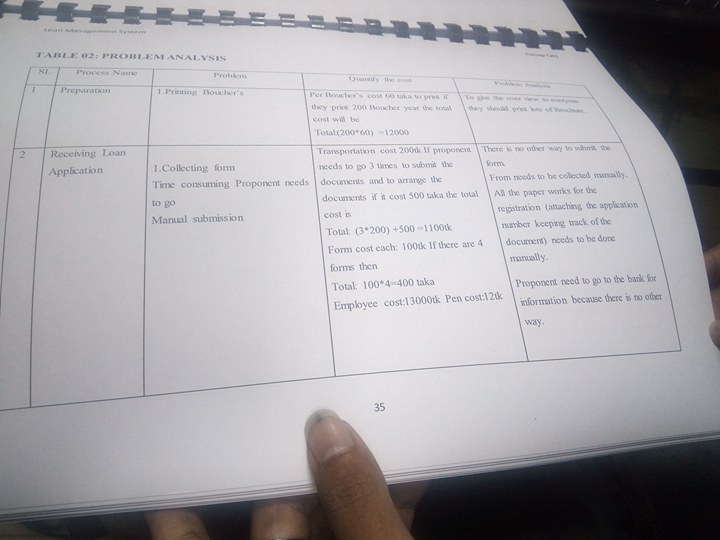 Loan Management System
TABLE 02: PROBLEM ANALYSIS
SL Process Name Problem Quantify the cost Problem Analysis
1 Preparation
1.Printing Boucher's
Per Boucher's cost 60 taka to print if
they print 200 Boucher year the total
cost will be
Total:(200*60) =12000
To give the over view to everyone
they should print lots of Brochure.
2 Receiving Loan
Application
1.Collecting form
Time consuming Proponent needs
to go
Manual submission
Transportation cost 200tk If proponent
needs to go 3 times to submit the
documents and to arrange the
documents if it cost 500 taka the total
cost is
Total: (3*200) +500 =1100tk
Form cost each: 100tk If there are 4
forms then
Total: 100*4=400 taka
Employee cost:13000tk Pen cost:12tk
There is no other way to submit the
form.
From needs to be collected manually.
All the paper works for the
registration (attaching the application
number keeping track of the
document) needs to be done
manually.
Proponent need to go to the bank for
information because there is no other
way.
35